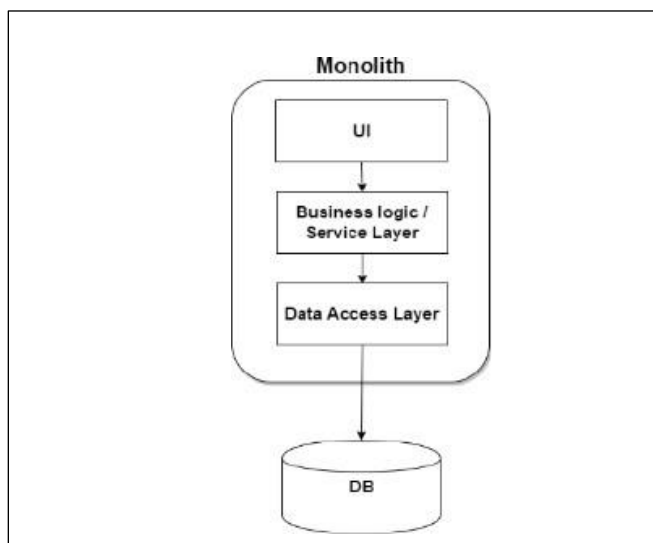 Monolith
UI
Business logic /
Service Layer
Data Access Layer
DB